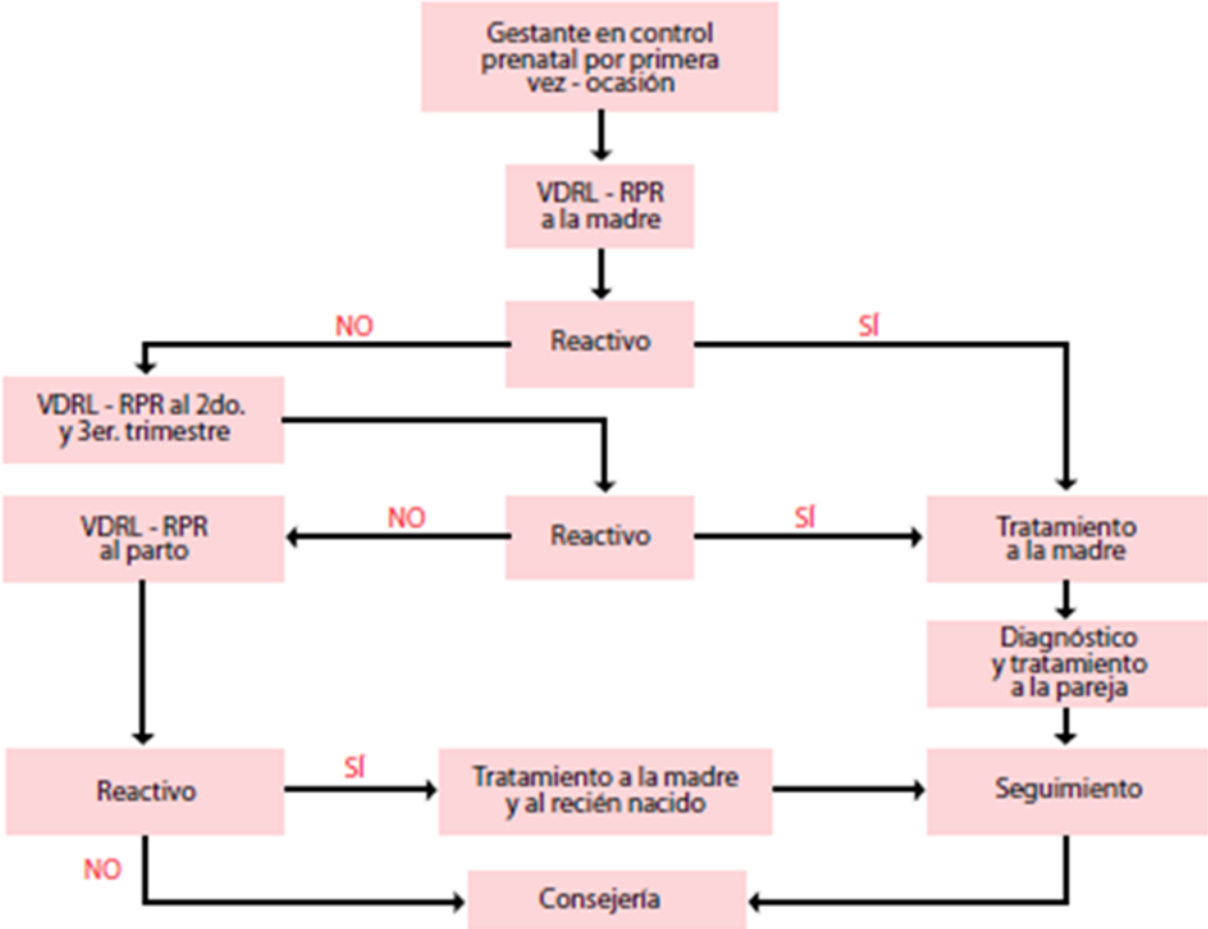 Gestante en control
prenatal por primera
vez - ocasión
VDRL - RPR
a la madre
NO
Reactivo
SÍ
VDRL - RPR al 2do.
y 3er. trimestre
VDRL - RPR
al parto
NO
Reactivo
SÍ
Tratamiento
a la madre
Diagnóstico
y tratamiento
a la pareja
Reactivo
SÍ
Tratamiento a la madre
y al recién nacido
Seguimiento
NO
Consejería